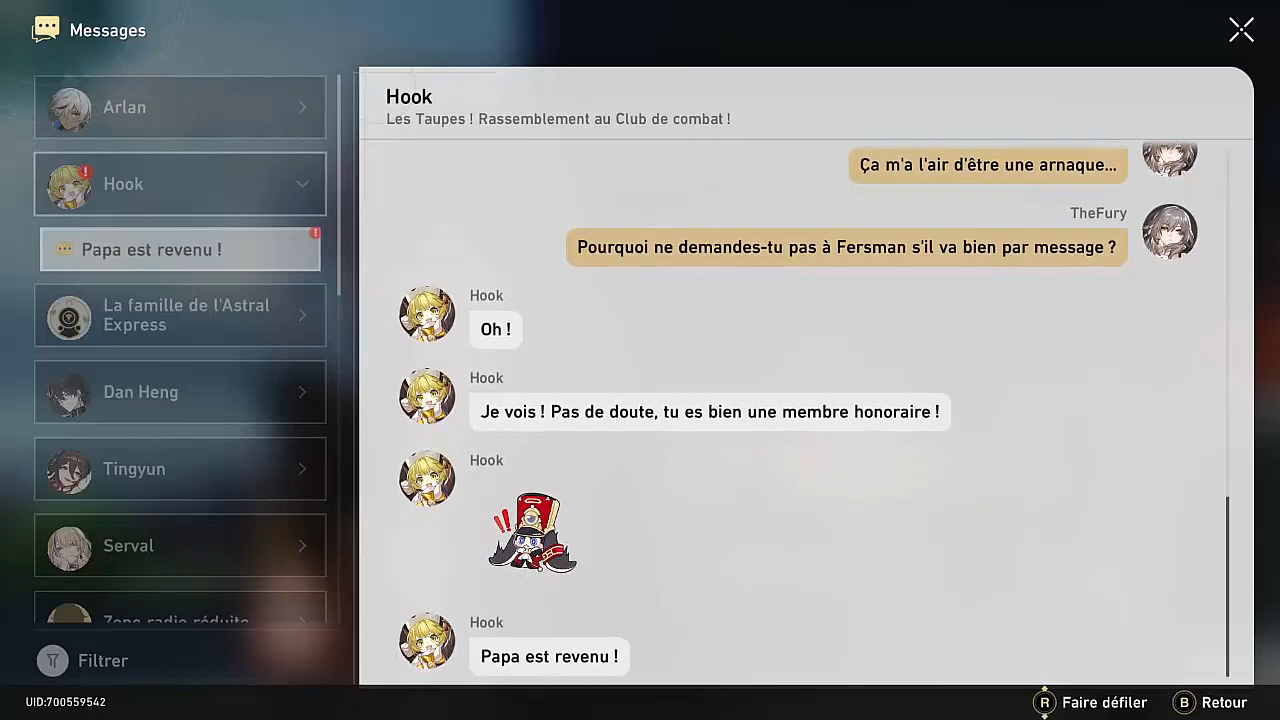 Messages
Arlan
Hook
Papa est revenu !
La famille de l'Astral
Express
Dan Heng
Tingyun
Serval
Zone radio réduite
Filtrer
UID:700559542
Hook
Les Taupes ! Rassemblement au Club de combat !
Ça m'a l'air d'être une arnaque...
TheFury
Pourquoi ne demandes-tu pas à Fersman s'il va bien par message ?
Hook
Oh !
Hook
Je vois ! Pas de doute, tu es bien une membre honoraire !
Hook
Hook
Papa est revenu !
R Faire défiler
B Retour